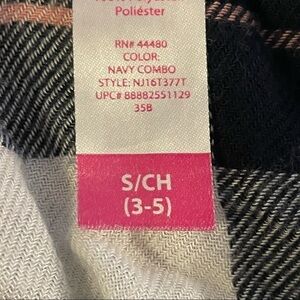 Poliéster
RN# 44480
COLOR:
NAVY COMBO
STYLE: NJ16T377T
UPC# 88882551129
35B
S/CH
(3-5)